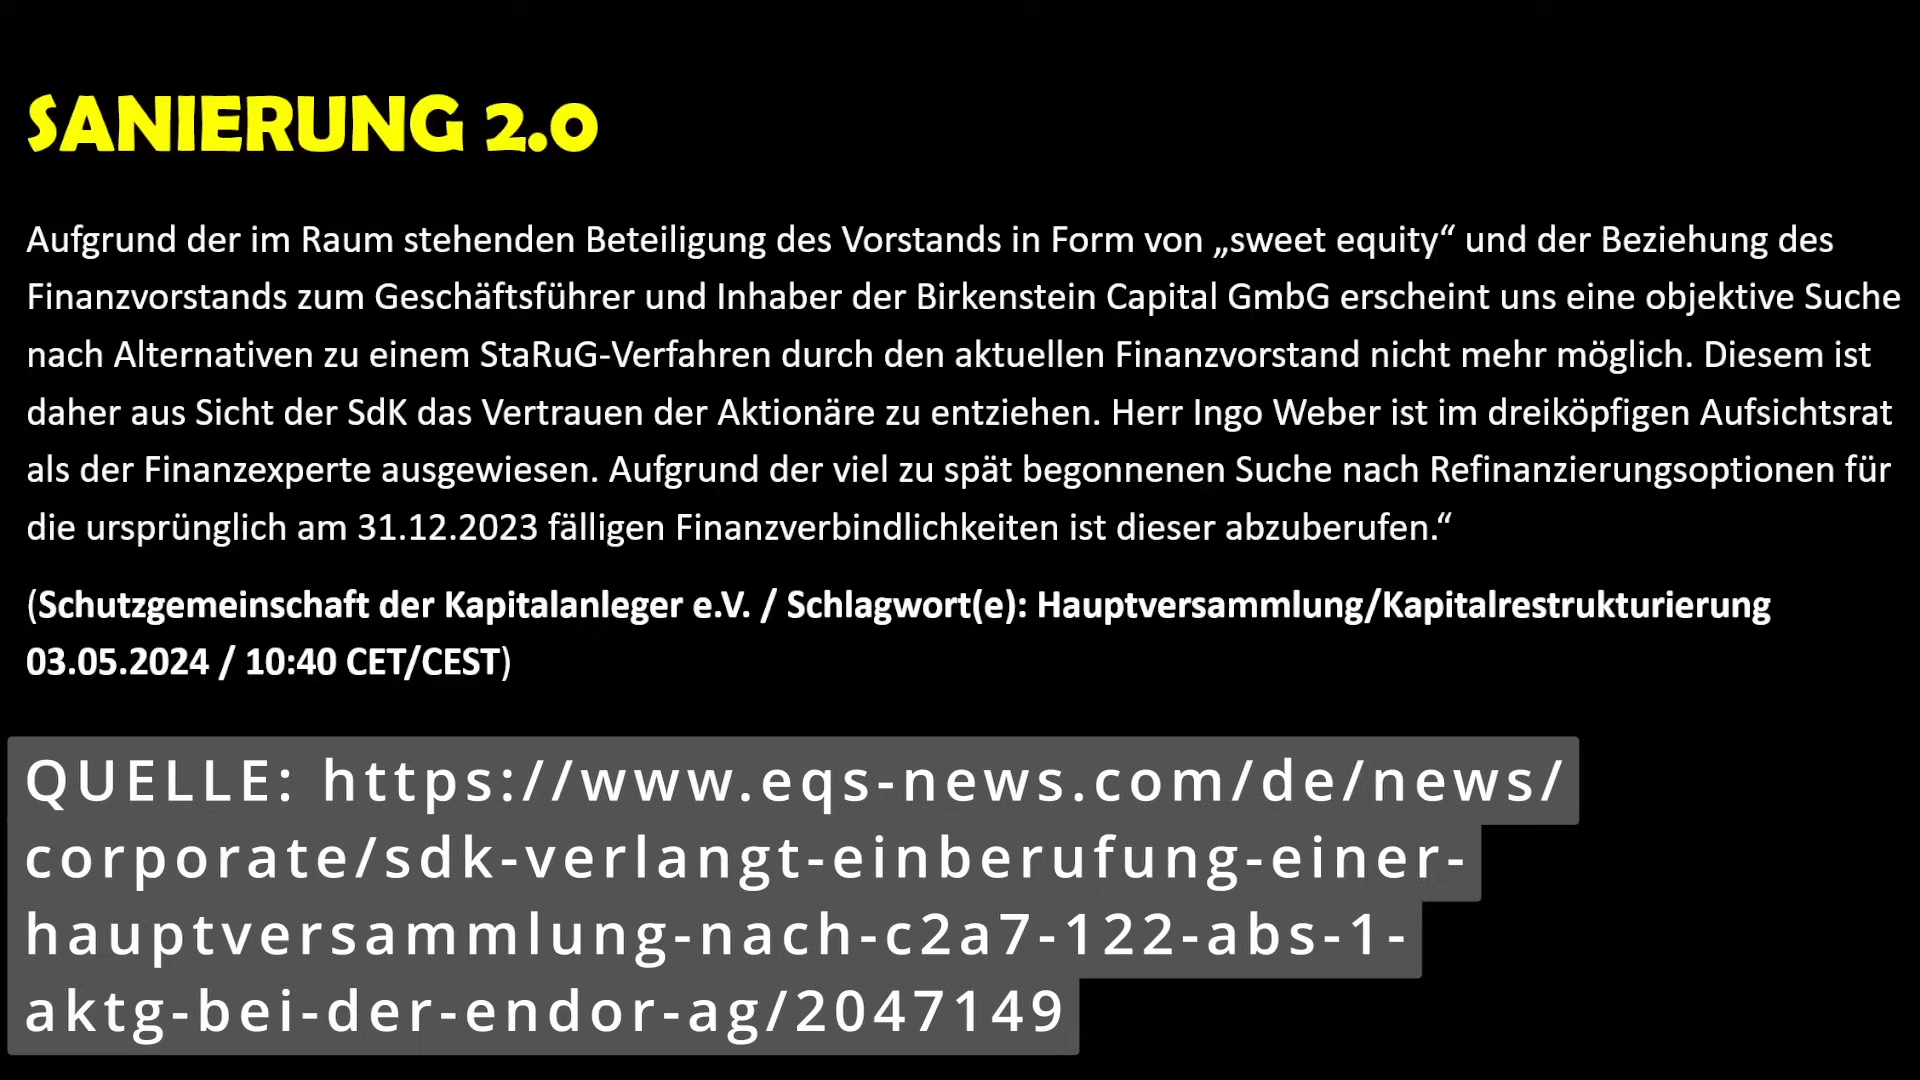 SANIERUNG 2.0
Aufgrund der im Raum stehenden Beteiligung des Vorstands in Form von „sweet equity“ und der Beziehung des
Finanzvorstands zum Geschäftsführer und Inhaber der Birkenstein Capital GmbG erscheint uns eine objektive Suche
nach Alternativen zu einem StaRuG-Verfahren durch den aktuellen Finanzvorstand nicht mehr möglich. Diesem ist
daher aus Sicht der SdK das Vertrauen der Aktionäre zu entziehen. Herr Ingo Weber ist im dreiköpfigen Aufsichtsrat
als der Finanzexperte ausgewiesen. Aufgrund der viel zu spät begonnenen Suche nach Refinanzierungsoptionen für
die ursprünglich am 31.12.2023 fälligen Finanzverbindlichkeiten ist dieser abzuberufen.“
(Schutzgemeinschaft der Kapitalanleger e.V. / Schlagwort(e): Hauptversammlung/Kapitalrestrukturierung
03.05.2024 / 10:40 CET/CEST)
QUELLE: https://www.eqs-news.com/de/news/
corporate/sdk-verlangt-einberufung-einer-
hauptversammlung-nach-c2a7-122-abs-1-
aktg-bei-der-endor-ag/2047149